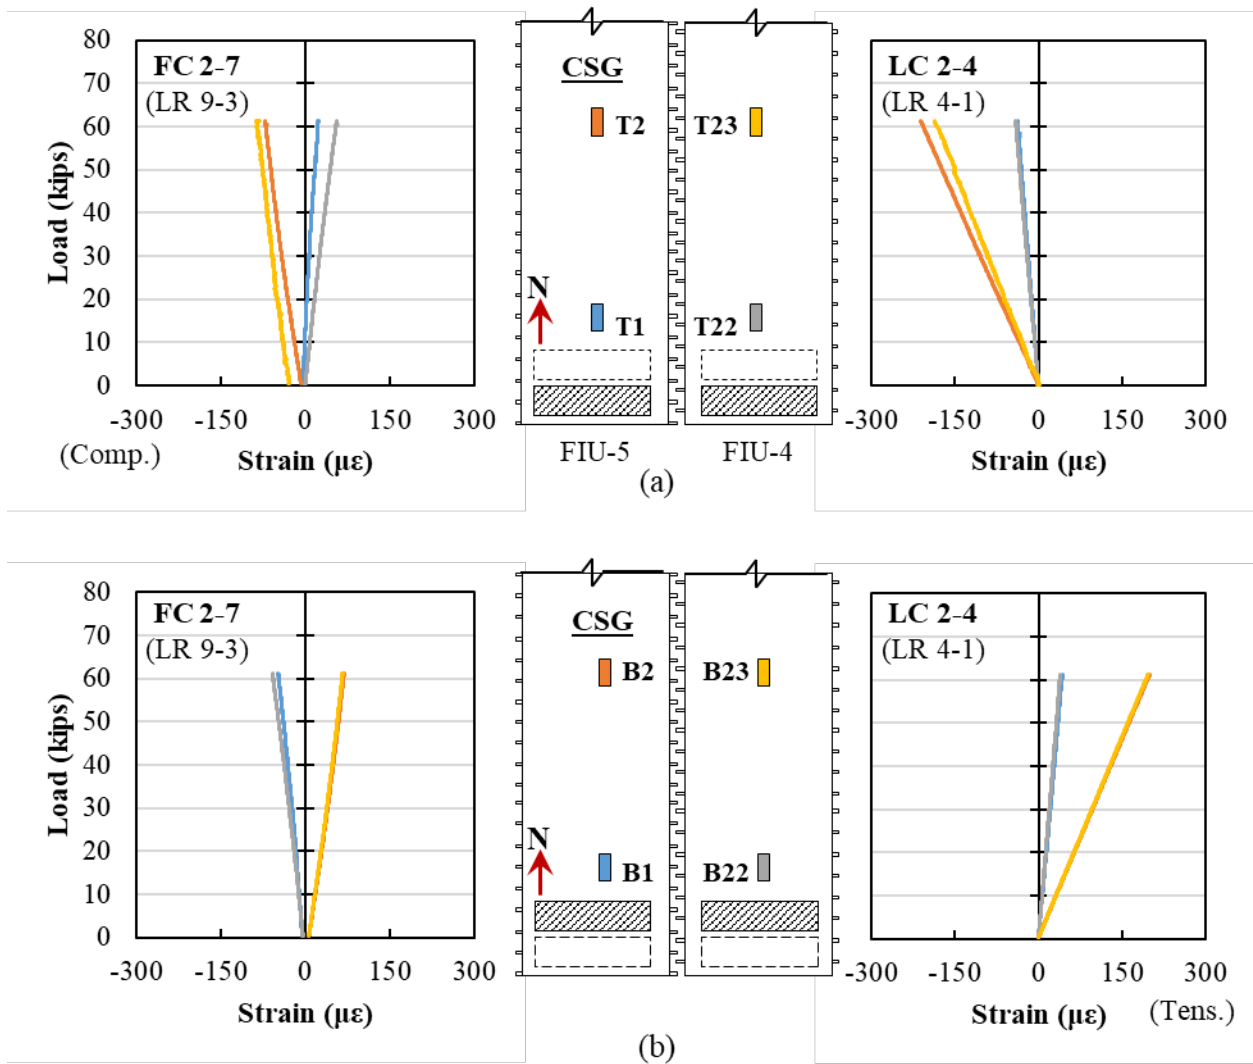 80
70
60
50
40
30
20
10
0
Load (kips)
FC 2-7
(LR 9-3)
-300 -150 0 150 300
(Comp.)
Strain (με)
CSG
T2
T23
N
T1
T22
FIU-5
FIU-4
LC 2-4
(LR 4-1)
-300 -150 0 150 300
Strain (με)
(a)
80
70
60
50
40
30
20
10
0
Load (kips)
FC 2-7
(LR 9-3)
-300 -150 0 150 300
Strain (με)
CSG
B2
B23
N
B1
B22
LC 2-4
(LR 4-1)
-300 -150 0 150 300
Strain (με)
(Tens.)
(b)